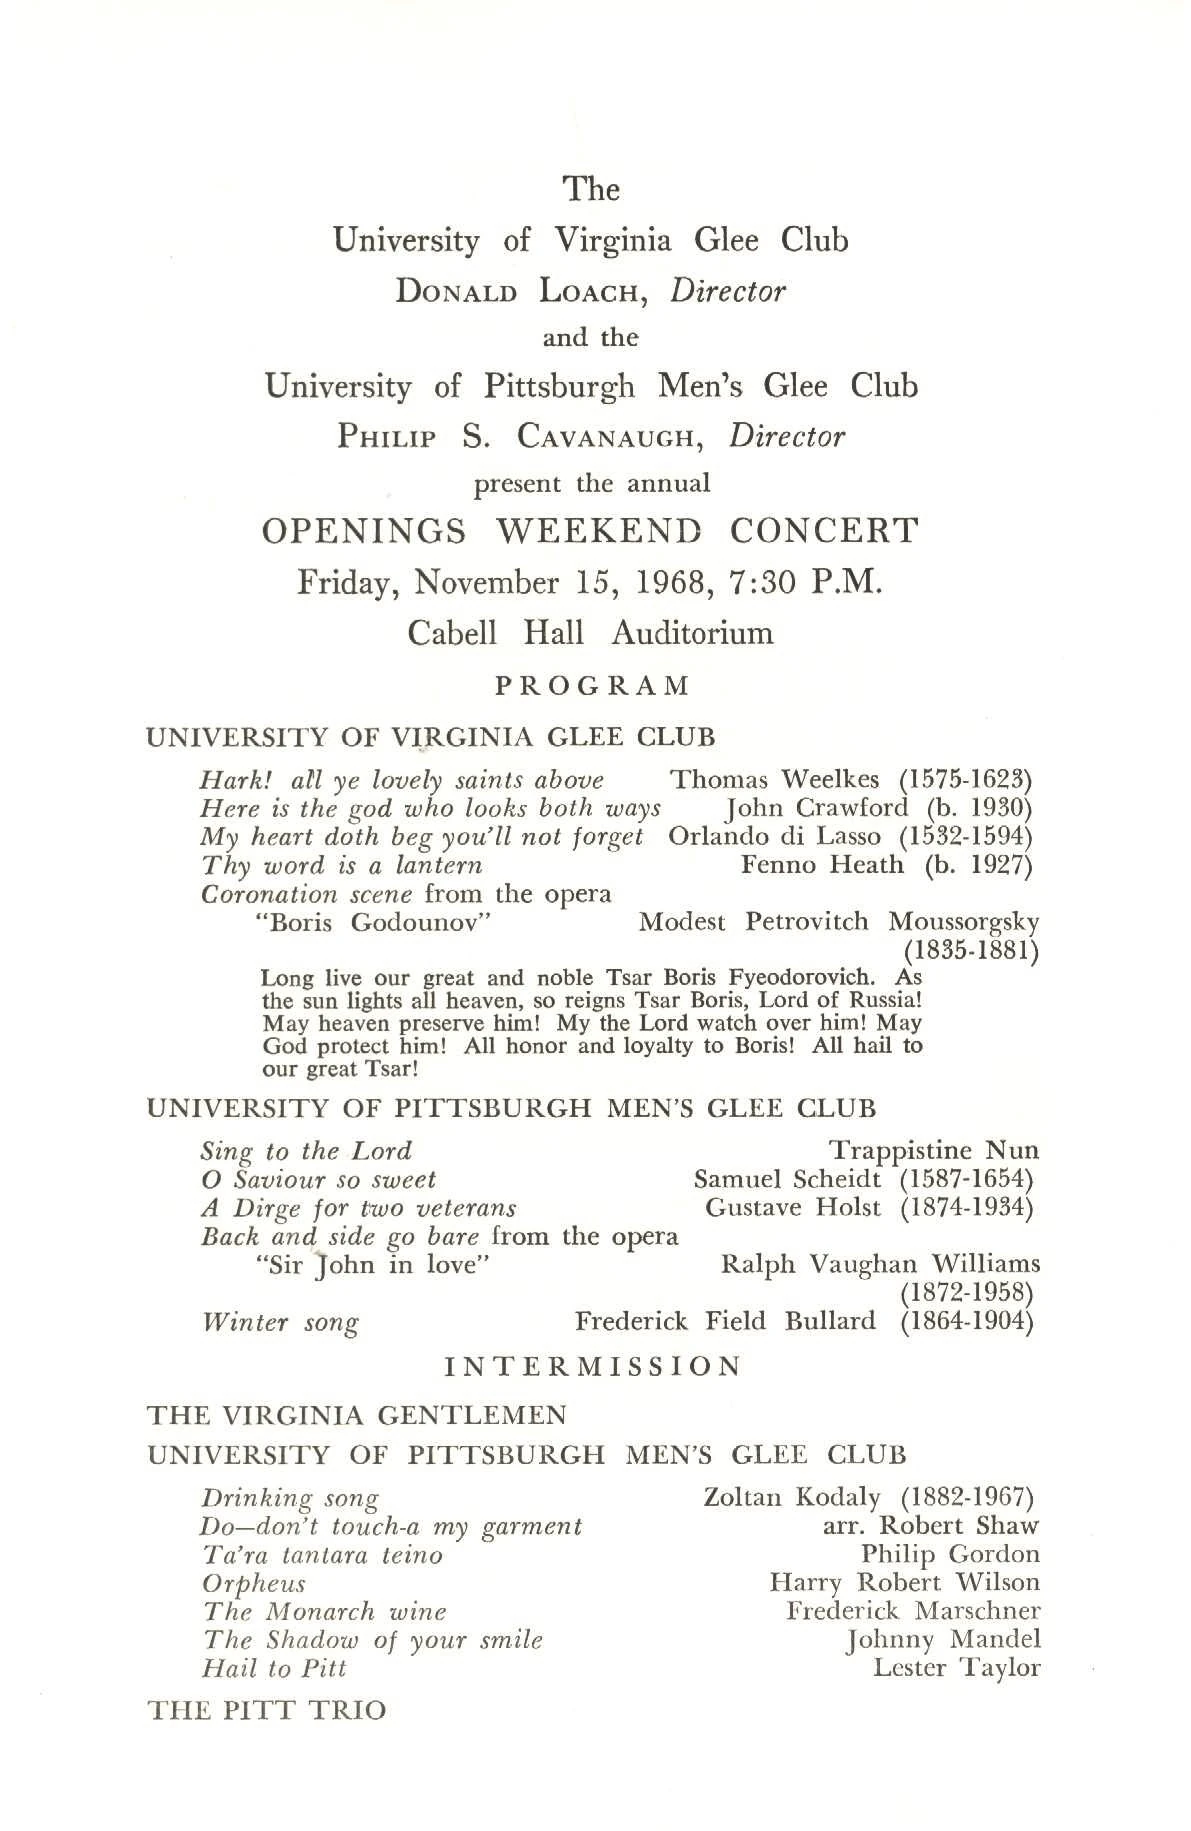 The
University of Virginia Glee Club
DONALD LOACH, Director
and the
University of Pittsburgh Men's Glee Club
PHILIP S. CAVANAUGH, Director
present the annual
OPENINGS WEEKEND CONCERT
Friday, November 15, 1968, 7:30 P.M.
Cabell Hall Auditorium
PROGRAM
UNIVERSITY OF VIRGINIA GLEE CLUB
Hark! all ye lovely saints above Thomas Weelkes (1575-1623)
Here is the god who looks both ways John Crawford (b. 1930)
My heart doth beg you'll not forget Orlando di Lasso (1532-1594)
Thy word is a lantern Fenno Heath (b. 1927)
Coronation scene from the opera
"Boris Godounov" Modest Petrovitch Moussorgsky
(1835-1881)
Long live our great and noble Tsar Boris Fyeodorovich. As
the sun lights all heaven, so reigns Tsar Boris, Lord of Russia!
May heaven preserve him! My the Lord watch over him! May
God protect him! All honor and loyalty to Boris! All hail to
our great Tsar!
UNIVERSITY OF PITTSBURGH MEN'S GLEE CLUB
Sing to the Lord Trappistine Nun
O Saviour so sweet Samuel Scheidt (1587-1654)
A Dirge for two veterans Gustave Holst (1874-1934)
Back and side go bare from the opera
"Sir John in love" Ralph Vaughan Williams
(1872-1958)
Winter song Frederick Field Bullard (1864-1904)
INTERMISSION
THE VIRGINIA GENTLEMEN
UNIVERSITY OF PITTSBURGH MEN'S GLEE CLUB
Drinking song Zoltan Kodaly (1882-1967)
Do—don't touch-a my garment arr. Robert Shaw
Ta'ra tantara teino Philip Gordon
Orpheus Harry Robert Wilson
The Monarch wine Frederick Marschner
The Shadow of your smile Johnny Mandel
Hail to Pitt Lester Taylor
THE PITT TRIO